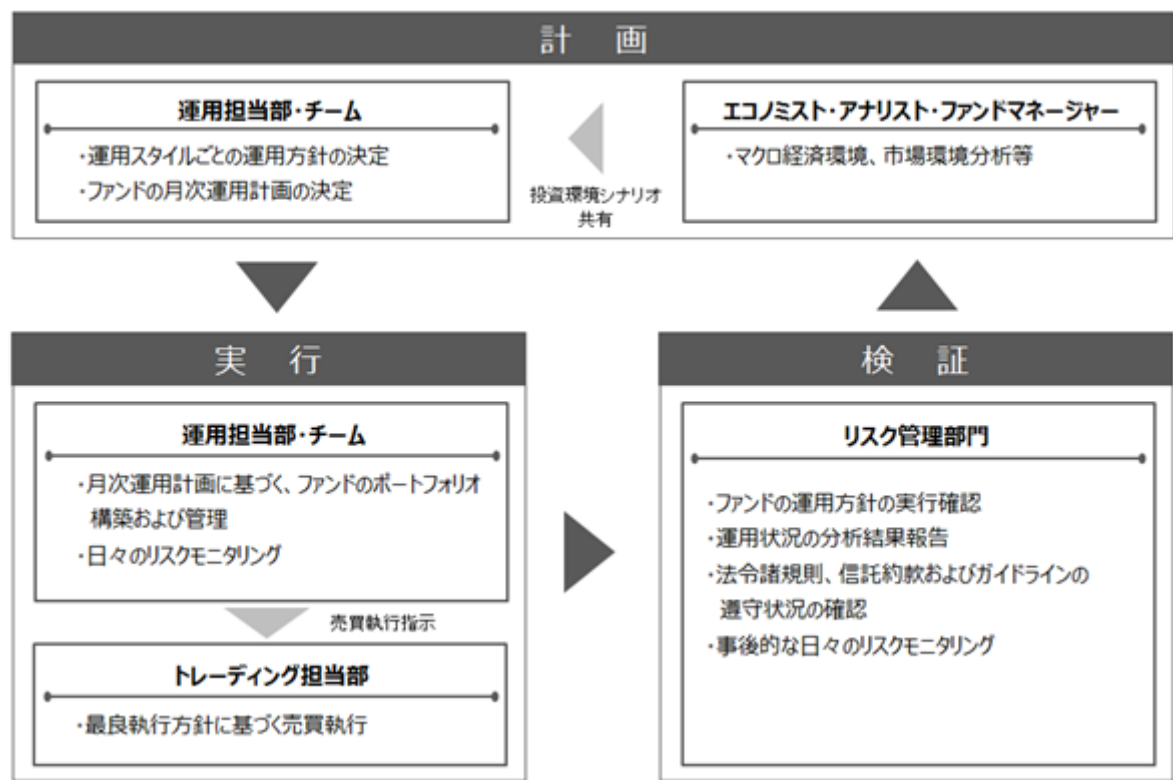 計 画
運用担当部・チーム
・運用スタイルごとの運用方針の決定
・ファンドの月次運用計画の決定
投資環境シナリオ
共有
エコノミスト・アナリスト・ファンドマネージャー
・マクロ経済環境、市場環境分析等
実 行
運用担当部・チーム
・月次運用計画に基づく、ファンドのポートフォリオ
構築および管理
・日々のリスクモニタリング
売買執行指示
トレーディング担当部
・最良執行方針に基づく売買執行
検 証
リスク管理部門
・ファンドの運用方針の実行確認
・運用状況の分析結果報告
・法令諸規則、信託約款およびガイドラインの
遵守状況の確認
・事後的な日々のリスクモニタリング